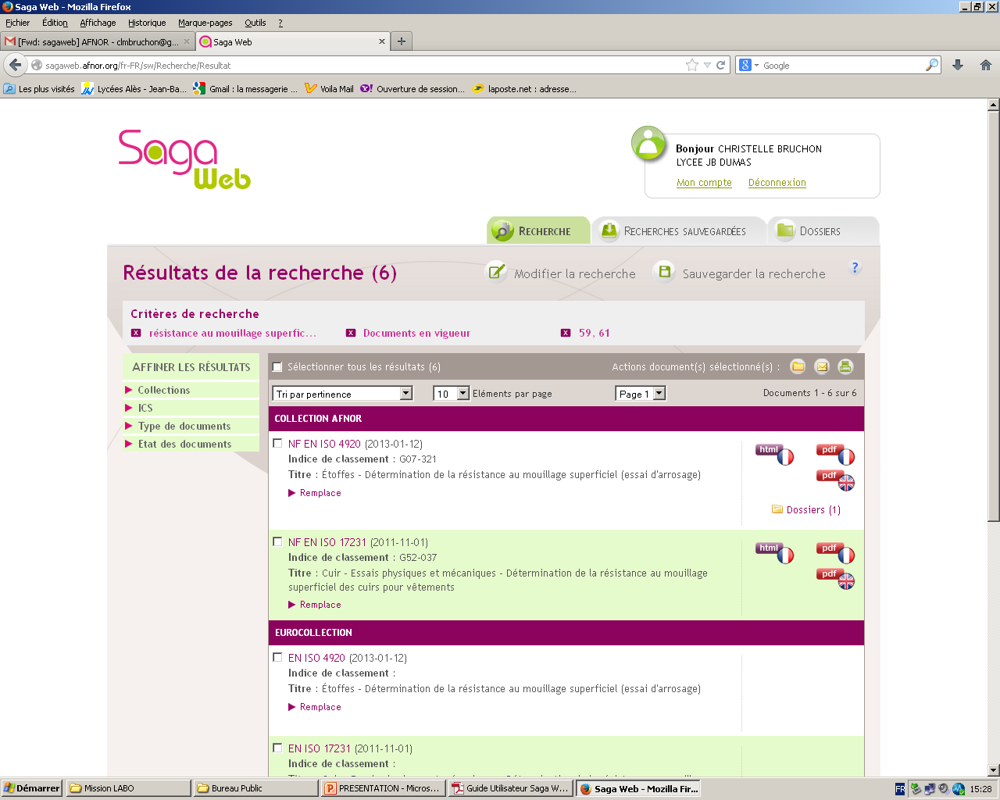 Saga Web - Mozilla Firefox
Fichier Édition Affichage Historique Marque-pages Outils ?
[Fwd: sagaweb] AFNOR - clmbruchon@g... Saga Web
sagaweb.afnor.org/fr-FR/sw/Recherche/Resultat Google
Les plus visités Lycées Alès - Jean-Ba... Gmail : la messagerie ... Voila Mail Ouverture de session... laposte.net : adresse...
Saga Web
Bonjour CHRISTELLE BRUCHON
LYCEE JB DUMAS
Mon compte Déconnexion
RECHERCHE RECHERCHES SAUVEGARDÉES DOSSIERS
Résultats de la recherche (6) Modifier la recherche Sauvegarder la recherche ?
Critères de recherche
x résistance au mouillage superfic... x Documents en vigueur x 59, 61
AFFINER LES RÉSULTATS
Collections
ICS
Type de documents
Etat des documents
Sélectionner tous les résultats (6) Actions document(s) sélectionné(s) :
Tri par pertinence 10 Eléments par page Page 1 Documents 1 - 6 sur 6
COLLECTION AFNOR
NF EN ISO 4920 (2013-01-12) html pdf
Indice de classement : G07-321
Titre : Étoffes - Détermination de la résistance au mouillage superficiel (essai d'arrosage) pdf
Remplace
Dossiers (1)
NF EN ISO 17231 (2011-11-01) html pdf
Indice de classement : G52-037
Titre : Cuir - Essais physiques et mécaniques - Détermination de la résistance au mouillage pdf
superficiel des cuirs pour vêtements
Remplace
EUROCOLLECTION
EN ISO 4920 (2013-01-12)
Indice de classement :
Titre : Étoffes - Détermination de la résistance au mouillage superficiel (essai d'arrosage)
Remplace
EN ISO 17231 (2011-11-01)
Indice de classement :
Démarrer Mission LABO Bureau Public PRESENTATION - Micros... Guide Utilisateur Saga W... Saga Web - Mozilla Fir... FR 15:28